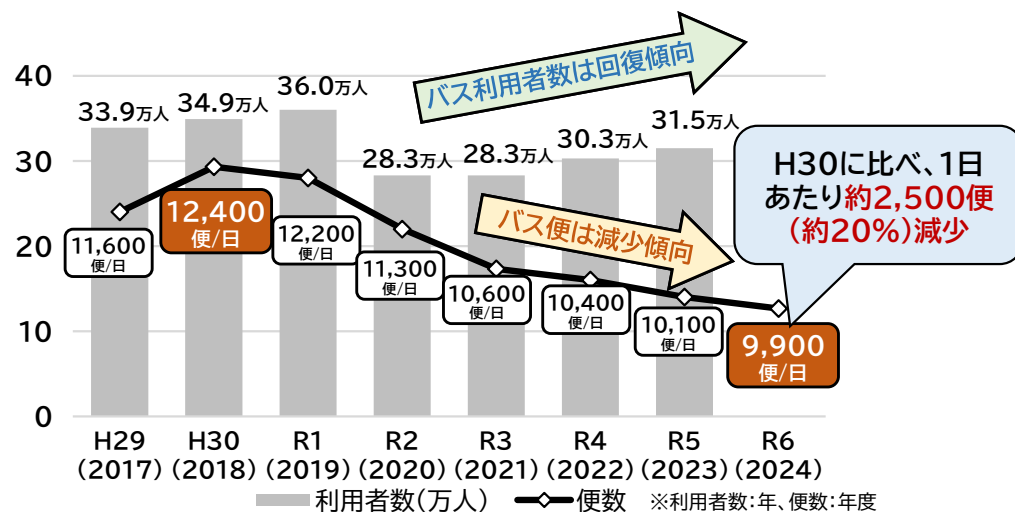 バス利用者数は回復傾向
40
30
20
10
0
33.9万人
34.9万人
36.0万人
28.3万人
28.3万人
30.3万人
31.5万人
H30に比べ、1日
あたり約2,500便
(約20%)減少
バス便は減少傾向
11,600
便/日
12,400
便/日
12,200
便/日
11,300
便/日
10,600
便/日
10,400
便/日
10,100
便/日
9,900
便/日
H29 H30 R1 R2 R3 R4 R5 R6
(2017) (2018) (2019) (2020) (2021) (2022) (2023) (2024)
利用者数(万人) 便数 ※利用者数:年、便数:年度